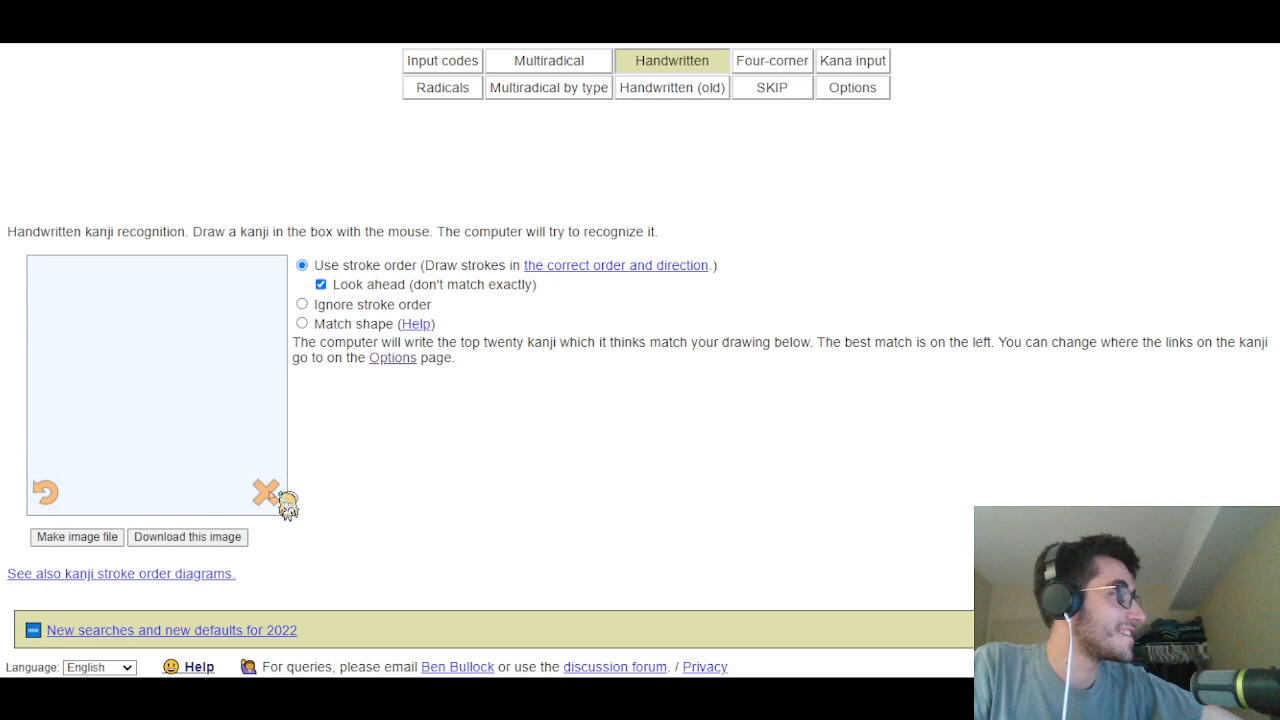 Input codes Multiradical Handwritten Four-corner Kana input
Radicals Multiradical by type Handwritten (old) SKIP Options
Handwritten kanji recognition. Draw a kanji in the box with the mouse. The computer will try to recognize it.
Use stroke order (Draw strokes in the correct order and direction.)
Look ahead (don't match exactly)
Ignore stroke order
Match shape (Help)
The computer will write the top twenty kanji which it thinks match your drawing below. The best match is on the left. You can change where the links on the kanji
go to on the Options page.
Make image file Download this image
See also kanji stroke order diagrams.
NEW New searches and new defaults for 2022
Language: English Help For queries, please email Ben Bullock or use the discussion forum. / Privacy